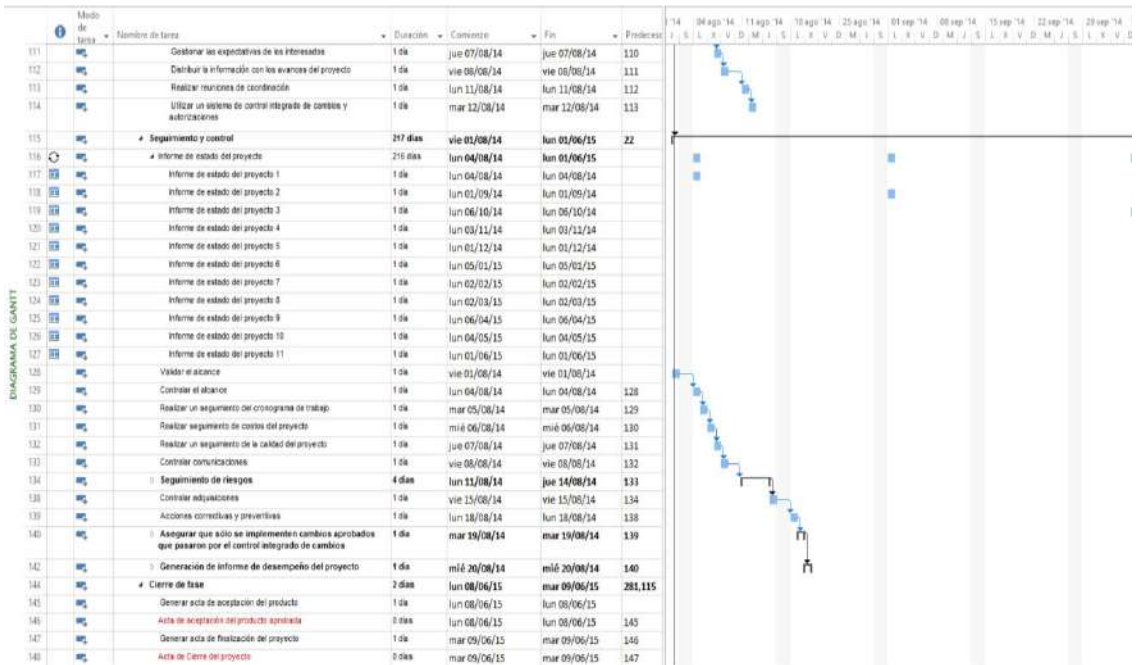 Modo de tarea Nombre de tarea Duración Comienzo Fin Predeceso
'14 04 ago '14 11 ago '14 18 ago '14 25 ago '14 01 sep '14 08 sep '14 15 sep '14 22 sep '14 29 sep '14
111 Gestionar las expectativas de los interesados 1 día jue 07/08/14 jue 07/08/14 110
112 Distribuir la información con los avances del proyecto 1 día vie 08/08/14 vie 08/08/14 111
113 Realizar reuniones de coordinación 1 día lun 11/08/14 lun 11/08/14 112
114 Utilizar un sistema de control integrado de cambios y 1 día mar 12/08/14 mar 12/08/14 113
autorizaciones
115 Seguimiento y control 217 días vie 01/08/14 lun 01/06/15 22
116 Informe de estado del proyecto 216 días lun 04/08/14 lun 01/06/15
117 Informe de estado del proyecto 1 1 día lun 04/08/14 lun 04/08/14
118 Informe de estado del proyecto 2 1 día lun 01/09/14 lun 01/09/14
119 Informe de estado del proyecto 3 1 día lun 06/10/14 lun 06/10/14
120 Informe de estado del proyecto 4 1 día lun 03/11/14 lun 03/11/14
121 Informe de estado del proyecto 5 1 día lun 01/12/14 lun 01/12/14
122 Informe de estado del proyecto 6 1 día lun 05/01/15 lun 05/01/15
123 Informe de estado del proyecto 7 1 día lun 02/02/15 lun 02/02/15
124 Informe de estado del proyecto 8 1 día lun 02/03/15 lun 02/03/15
125 Informe de estado del proyecto 9 1 día lun 06/04/15 lun 06/04/15
126 Informe de estado del proyecto 10 1 día lun 04/05/15 lun 04/05/15
127 Informe de estado del proyecto 11 1 día lun 01/06/15 lun 01/06/15
128 Validar el alcance 1 día vie 01/08/14 vie 01/08/14
129 Controlar el alcance 1 día lun 04/08/14 lun 04/08/14 128
130 Realizar un seguimiento del cronograma de trabajo 1 día mar 05/08/14 mar 05/08/14 129
131 Realizar seguimiento de costos del proyecto 1 día mié 06/08/14 mié 06/08/14 130
132 Realizar un seguimiento de la calidad del proyecto 1 día jue 07/08/14 jue 07/08/14 131
133 Controlar comunicaciones 1 día vie 08/08/14 vie 08/08/14 132
134 Seguimiento de riesgos 4 días lun 11/08/14 jue 14/08/14 133
138 Controlar adquisiciones 1 día vie 15/08/14 vie 15/08/14 134
139 Acciones correctivas y preventivas 1 día lun 18/08/14 lun 18/08/14 138
140 Asegurar que sólo se implementen cambios aprobados 1 día mar 19/08/14 mar 19/08/14 139
que pasaron por el control integrado de cambios
142 Generación de informe de desempeño del proyecto 1 día mié 20/08/14 mié 20/08/14 140
144 Cierre de fase 2 días lun 08/06/15 mar 09/06/15 281,115
145 Generar acta de aceptación del producto 1 día lun 08/06/15 lun 08/06/15
146 Acta de aceptación del producto aprobada 0 días lun 08/06/15 lun 08/06/15 145
147 Generar acta de finalización del proyecto 1 día mar 09/06/15 mar 09/06/15 146
148 Acta de Cierre del proyecto 0 días mar 09/06/15 mar 09/06/15 147
DIAGRAMA DE GANTT